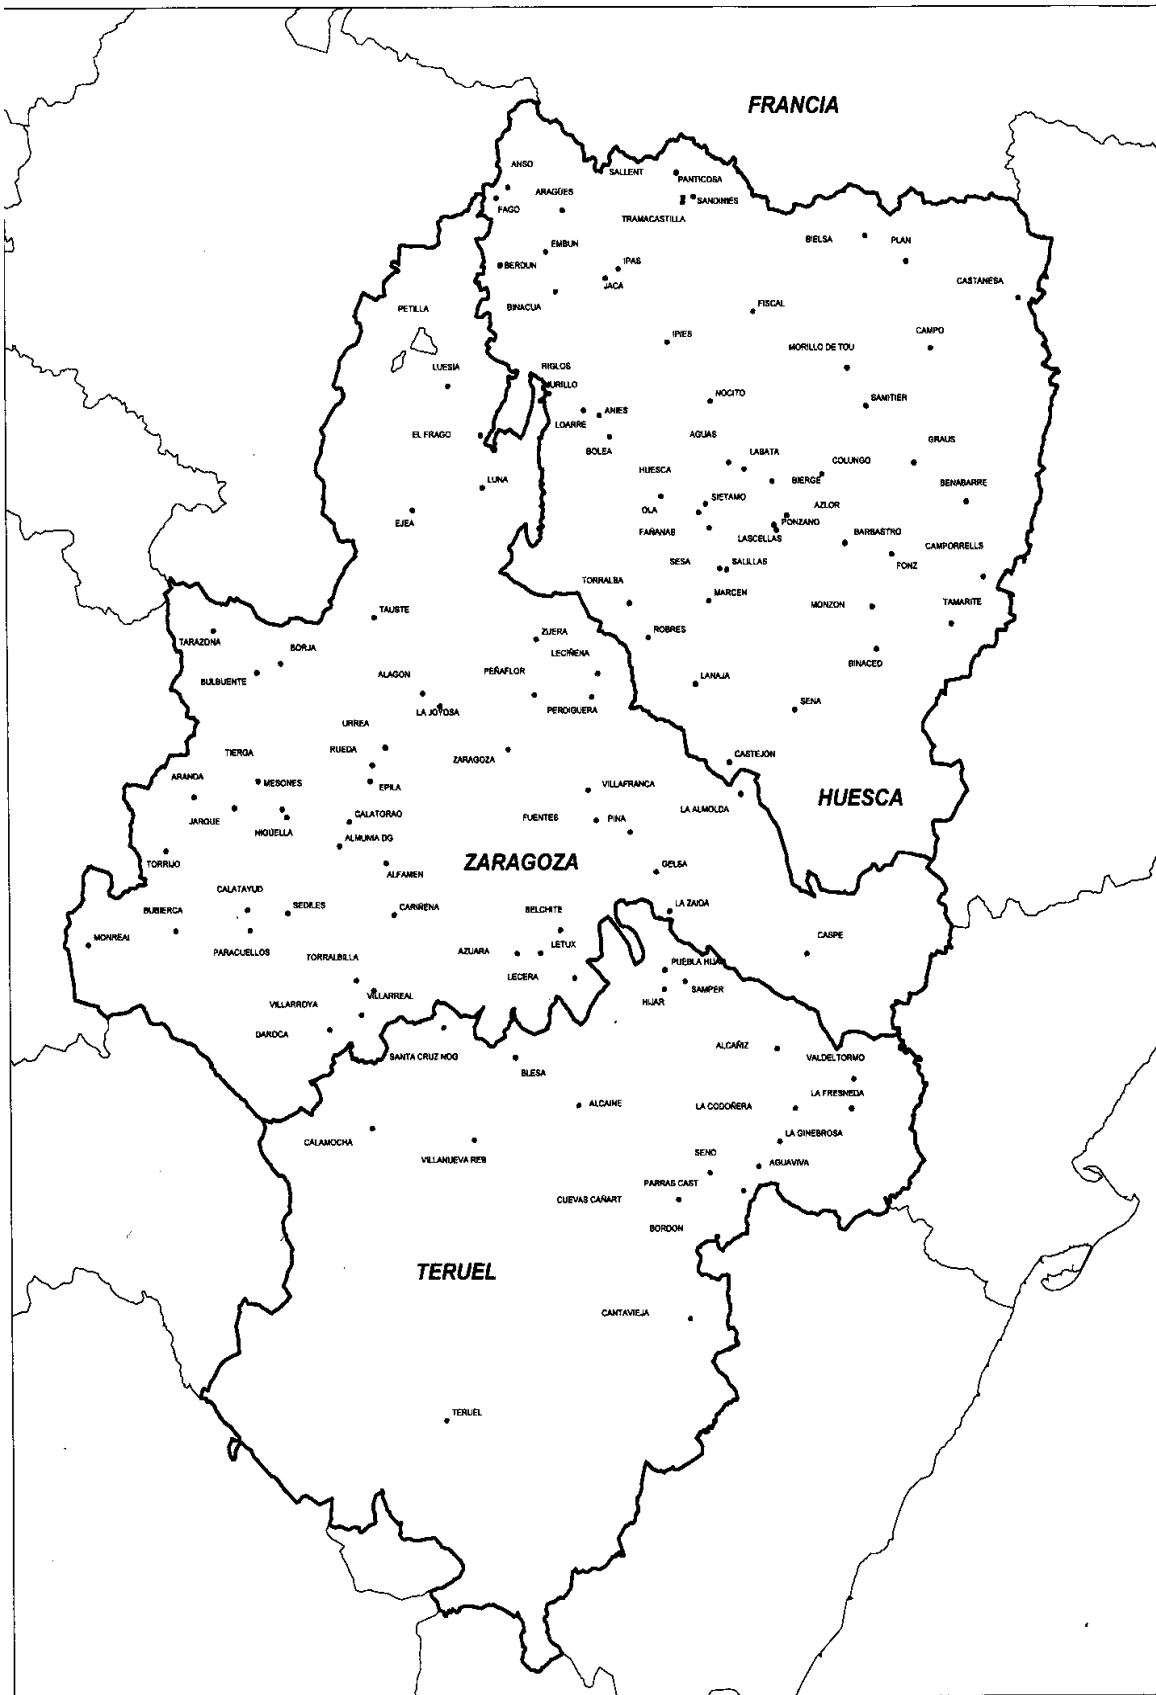 FRANCIA
ANSO
SALLENT
PANTICOSA
ARAGÜES
SANDINIES
FAGO
TRAMACASTILLA
BIELSA
PLAN
EMBUN
BERDUN
IPAS
JACA
CASTANESA
BINACUA
PETILLA
FISCAL
CAMPO
IPIES
MORILLO DE TOU
LUESIA
RIGLOS
MURILLO
NOCITO
SAMITIER
ANIES
LOARRE
EL FRAGO
AGUAS
GRAUS
BOLEA
LABATA
COLUNGO
HUESCA
LUNA
BIERGE
BENABARRE
SIETAMO
AZLOR
OLA
EJEA
PONZANO
FAÑANAS
BARBASTRO
LASCELLAS
CAMPORRELLS
SESA
SALILLAS
FONZ
TORRALBA
MARCEN
MONZON
TAMARITE
TAUSTE
TARAZONA
ZUERA
ROBRES
BORJA
LECIÑENA
BINACED
BULBUENTE
ALAGON
PEÑAFLOR
LANAJA
LA JOYOSA
PERDIGUERA
SENA
URREA
TIERGA
RUEDA
ZARAGOZA
CASTEJON
ARANDA
MESONES
EPILA
VILLAFRANCA
HUESCA
LA ALMOLDA
JARQUE
NIGÜELLA
CALATORAO
FUENTES
PINA
ALMUNIA DG
TORRIJO
ZARAGOZA
ALFAMEN
GELSA
CALATAYUD
BUBIERCA
SEDILES
CARIÑENA
BELCHITE
LA ZAIDA
MONREAL
PARACUELLOS
TORRALBILLA
AZUARA
LETUX
CASPE
PUEBLA HIJAR
LECERA
HIJAR
SAMPER
VILLARREAL
VILLARROYA
DAROCA
SANTA CRUZ NOG
ALCAÑIZ
VALDELTORMO
BLESA
LA FRESNEDA
ALCAINE
LA CODOÑERA
CALAMOCHA
LA GINEBROSA
VILLANUEVA REB
SENO
AGUAVIVA
PARRAS CAST
CUEVAS CAÑART
BORDON
TERUEL
CANTAVIEJA
TERUEL